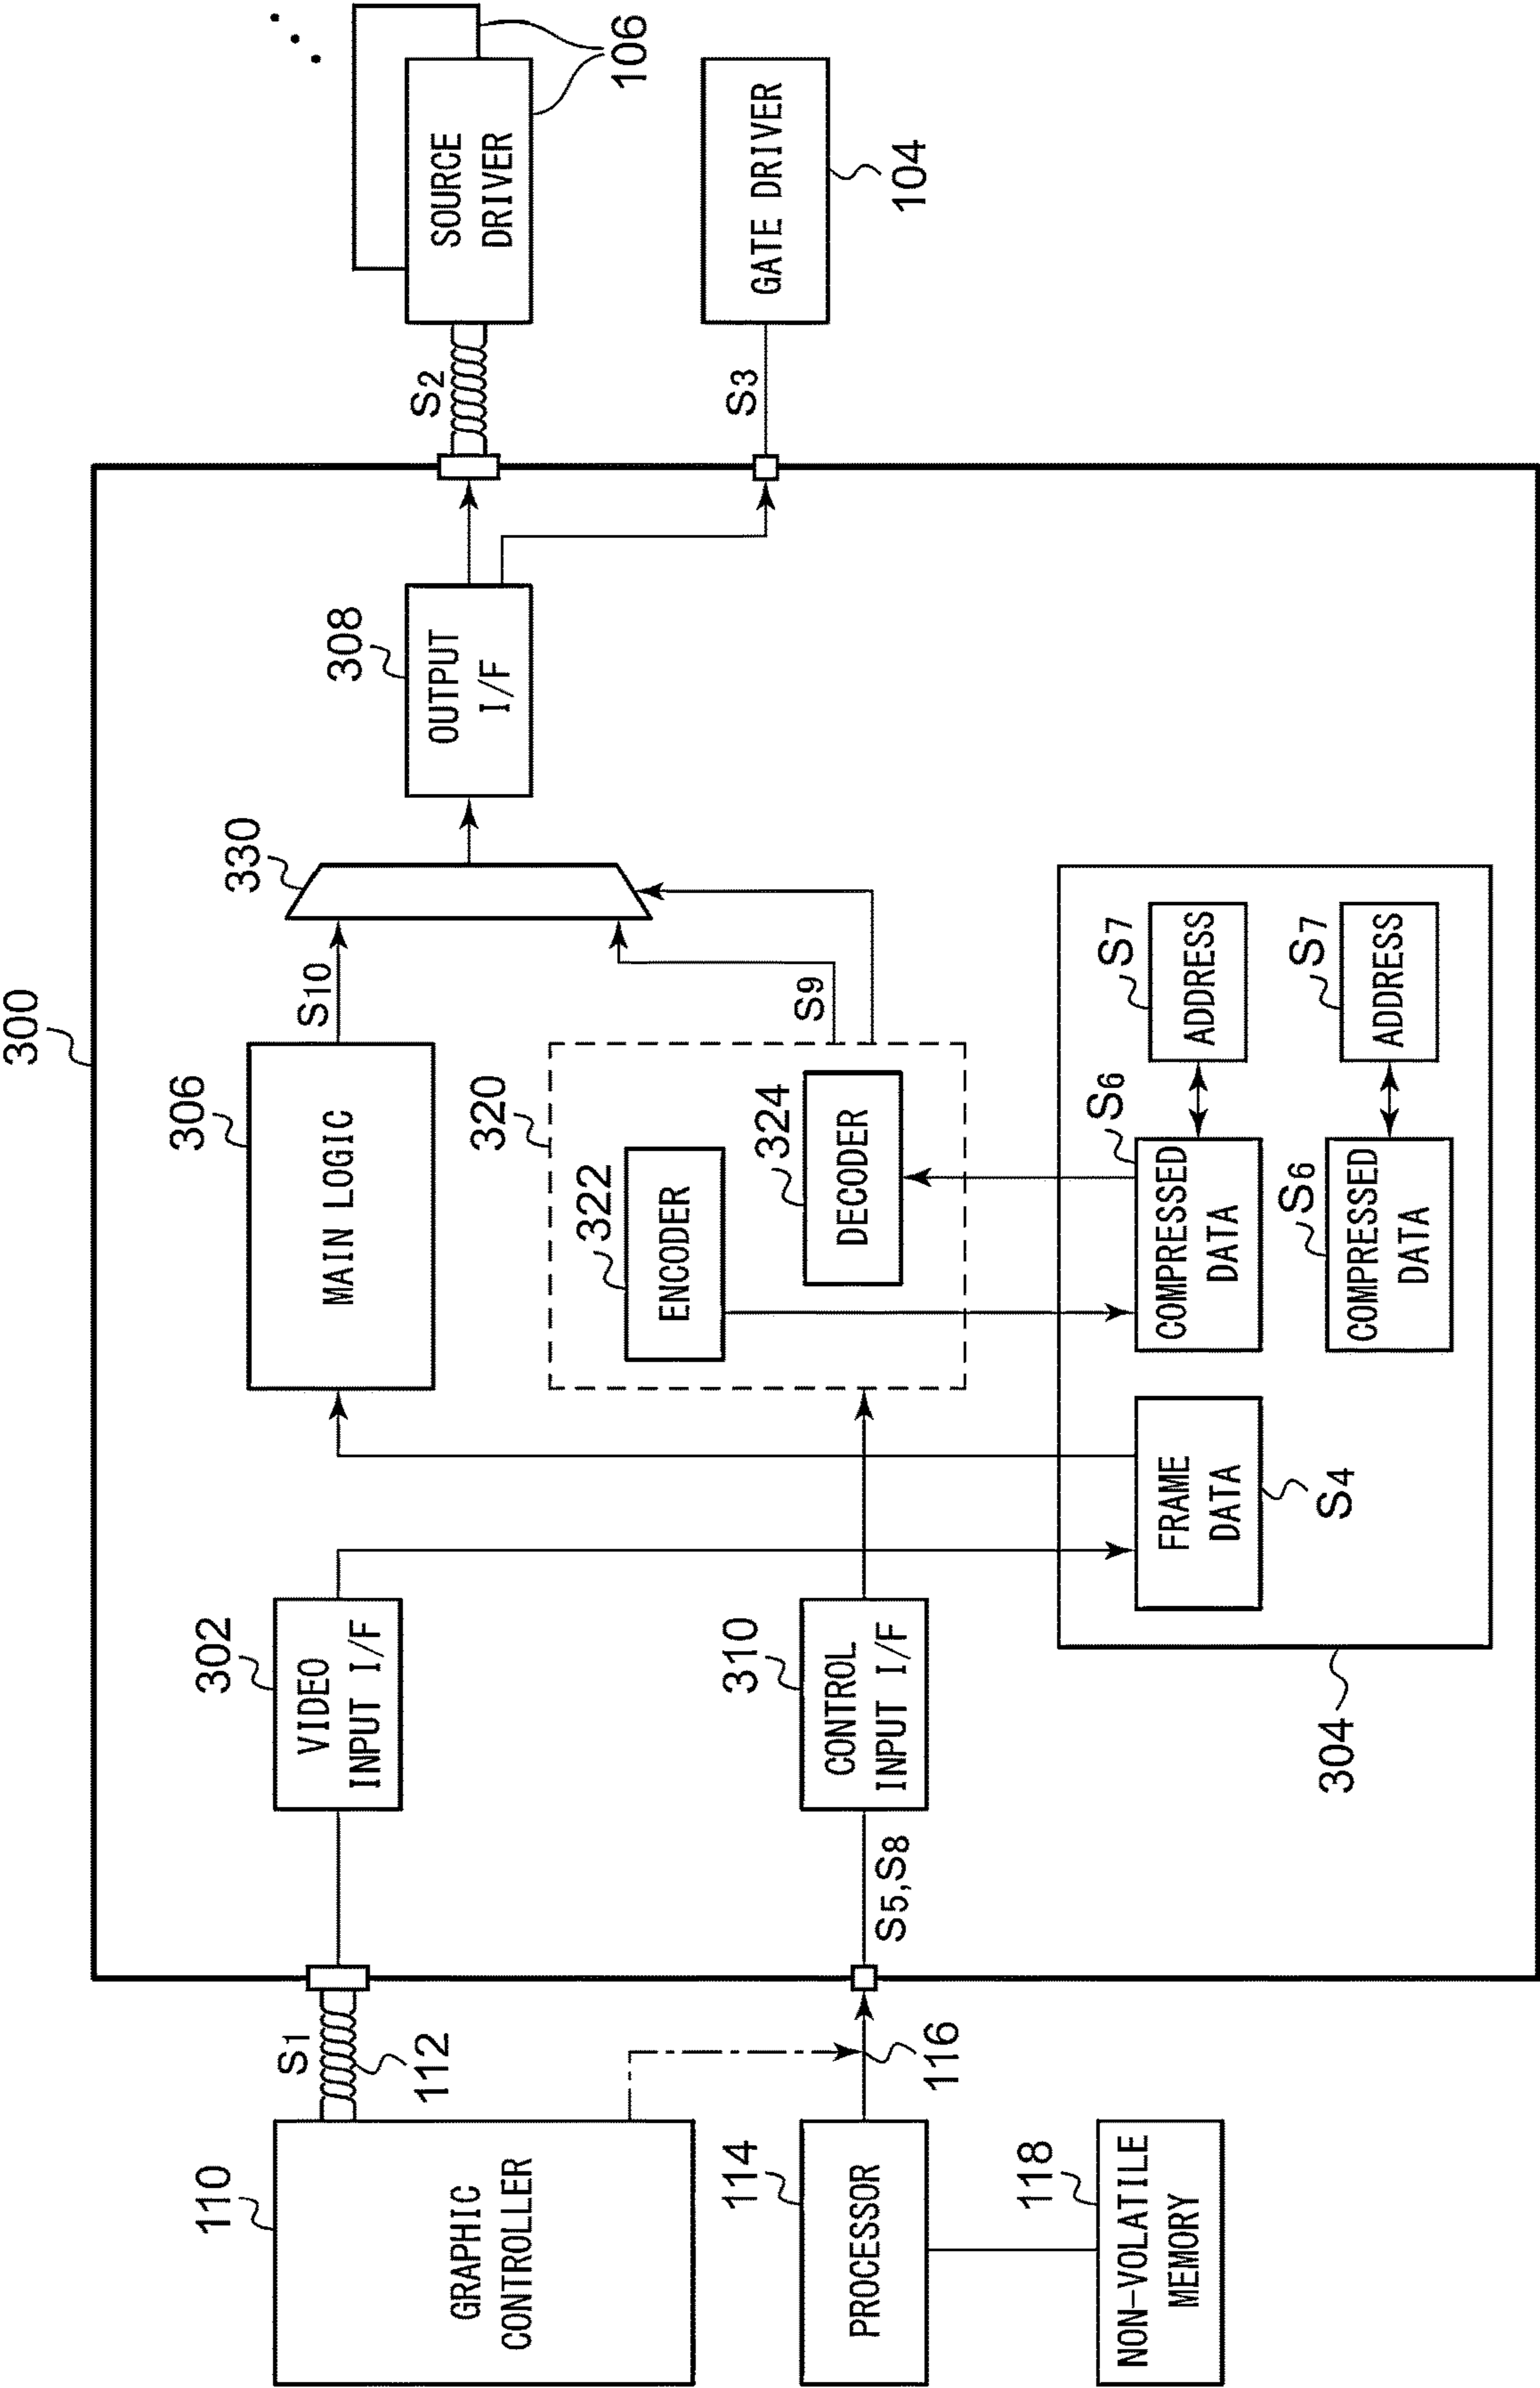 300
110
GRAPHIC
CONTROLLER
S1
112
302
VIDEO
INPUT I/F
306
MAIN LOGIC
S10
330
308
OUTPUT
I/F
S2
SOURCE
DRIVER
106
S3
GATE DRIVER
104
114
PROCESSOR
116
S5,S8
310
CONTROL
INPUT I/F
320
322
ENCODER
324
DECODER
S9
118
NON-VOLATILE
MEMORY
304
FRAME
DATA
S4
COMPRESSED
DATA
S6
ADDRESS
S7
COMPRESSED
DATA
S6
ADDRESS
S7